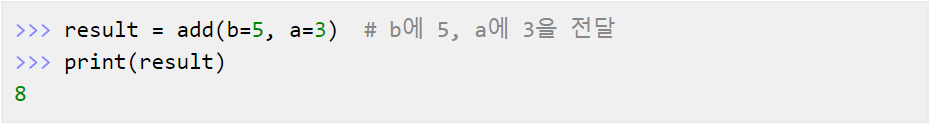 >>> result = add(b=5, a=3)  # b에 5, a에 3을 전달
>>> print(result)
8